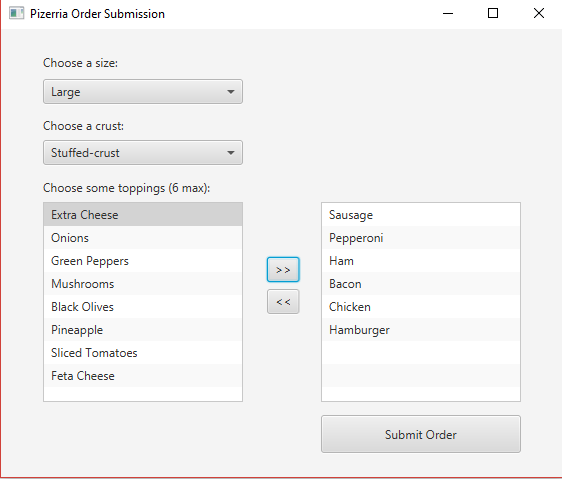 Pizerria Order Submission
Choose a size:
Large
Choose a crust:
Stuffed-crust
Choose some toppings (6 max):
Extra Cheese
Onions
Green Peppers
Mushrooms
Black Olives
Pineapple
Sliced Tomatoes
Feta Cheese
>>
<<
Sausage
Pepperoni
Ham
Bacon
Chicken
Hamburger
Submit Order